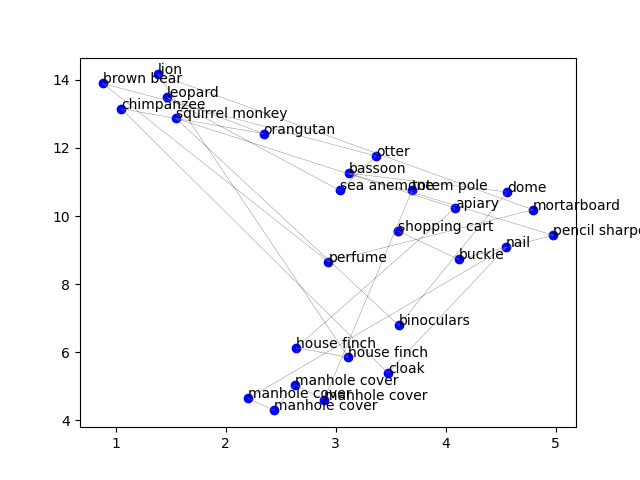 lion
brown bear
leopard
chimpanzee
squirrel monkey
orangutan
otter
bassoon
sea anemone
totem pole
dome
apiary
mortarboard
shopping cart
pencil sharpe
nail
buckle
perfume
binoculars
house finch
house finch
cloak
manhole cover
manhole cover
manhole cover
manhole cover
14
12
10
8
6
4
1
2
3
4
5